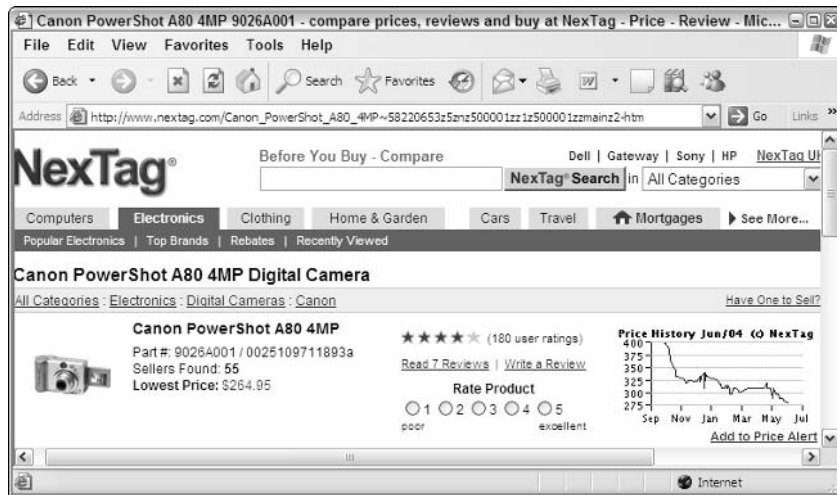 Canon PowerShot A80 4MP 9026A001 - compare prices, reviews and buy at NexTag - Price - Review - Mic...
File Edit View Favorites Tools Help
Back Search Favorites
Address http://www.nextag.com/Canon_PowerShot_A80_4MP~58220653z5znz500001zz1z500001zzmainz2-htm Go Links »
NexTag®
Before You Buy - Compare
Dell | Gateway | Sony | HP NexTag UK
NexTag® Search in All Categories
Computers Electronics Clothing Home & Garden Cars Travel Mortgages See More...
Popular Electronics | Top Brands | Rebates | Recently Viewed
Canon PowerShot A80 4MP Digital Camera
All Categories : Electronics : Digital Cameras : Canon Have One to Sell?
Canon PowerShot A80 4MP
Part #: 9026A001 / 0025109711893a
Sellers Found: 55
Lowest Price: $264.95
(180 user ratings)
Read 7 Reviews | Write a Review
Rate Product
1 2 3 4 5
poor excellent
Price History Jun/04 (c) NexTag
400
375
350
325
300
275
Sep Nov Jan Mar May Jul
Add to Price Alert
Internet